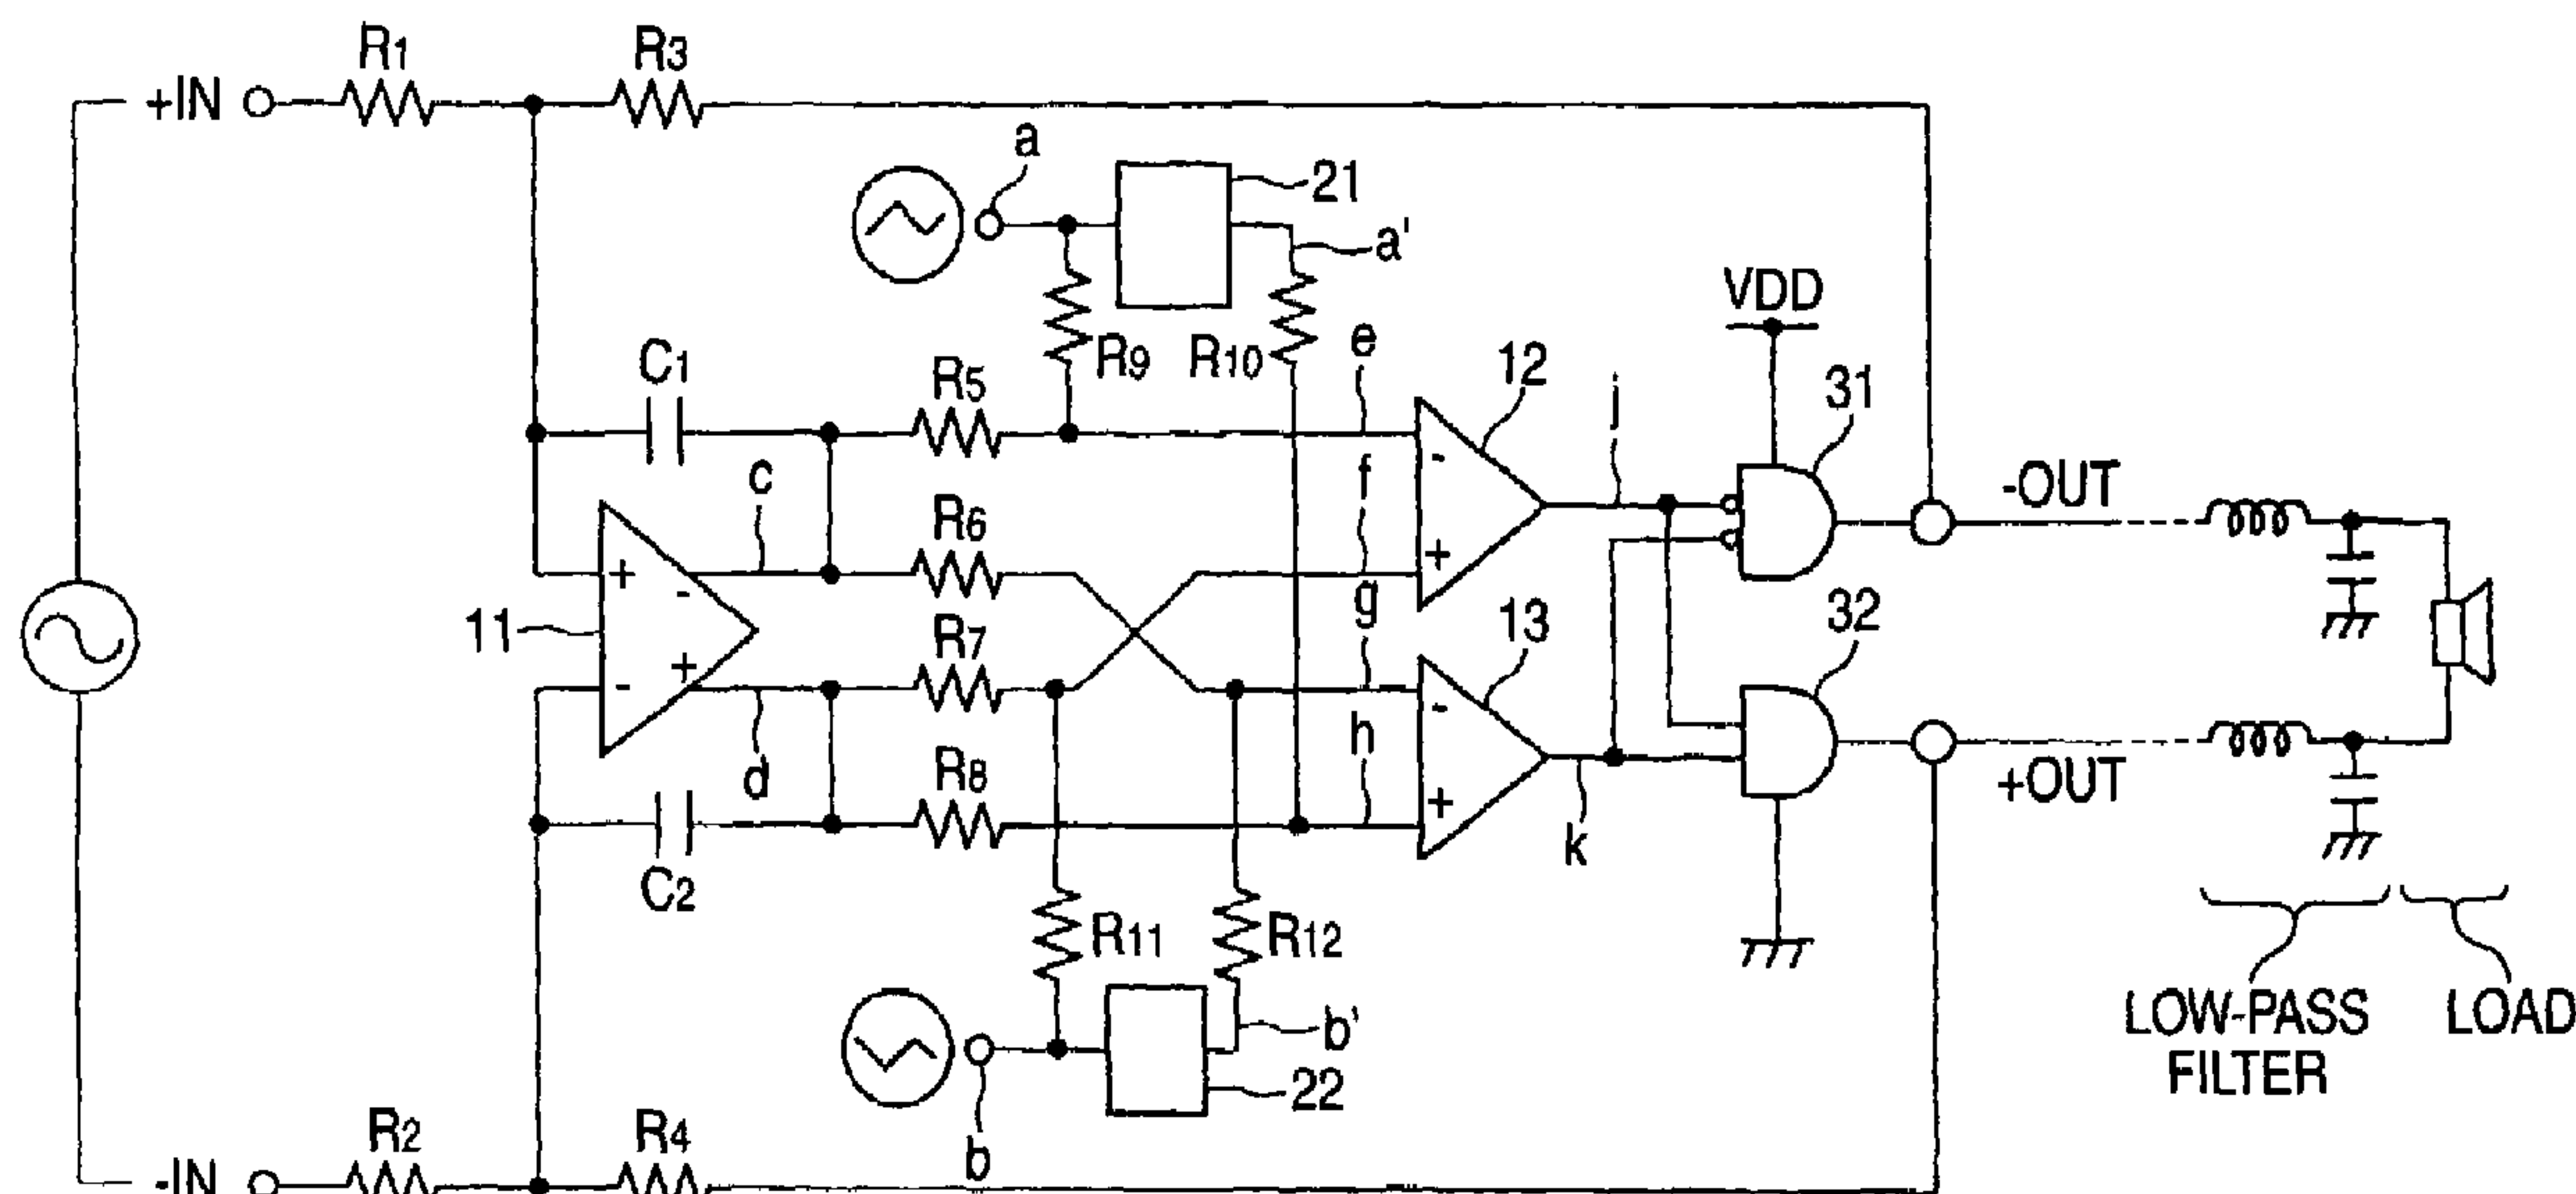 R1
R3
+IN
a
21
a'
VDD
R9
R10
e
12
31
C1
R5
j
c
f
-
-OUT
R6
+
g
+
-
11
R7
13
32
+
-
d
-
h
R8
+
+OUT
k
C2
R11
R12
b'
LOW-PASS
FILTER
LOAD
22
b
R2
R4
-IN